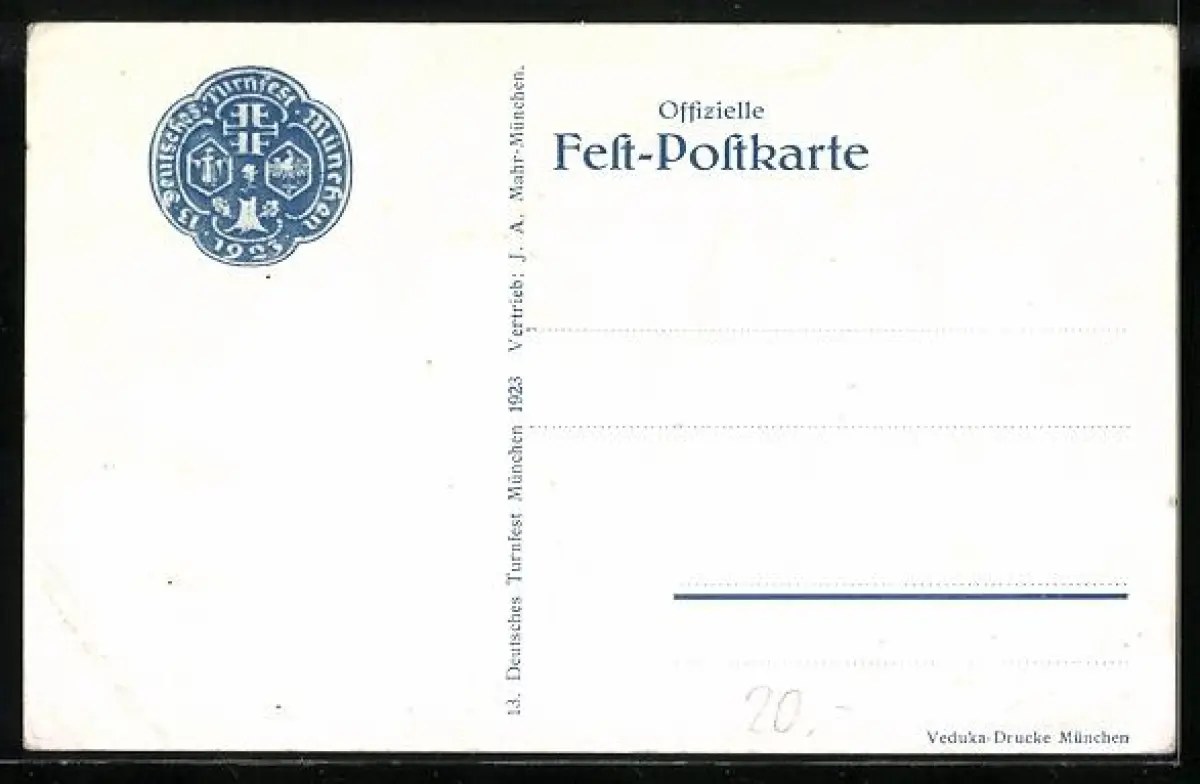 13. Deutsches Turnfest · München
· 1923 ·
13. Deutsches Turnfest München 1923 Vertrieb: J. A. Mahr-München.
Offizielle
Feſt-Poſtkarte
20.-
Veduka-Drucke München